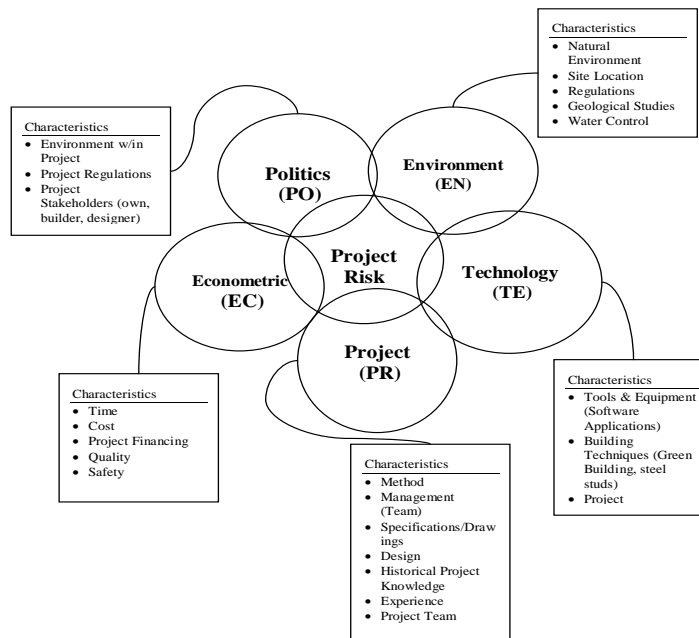 Characteristics
• Natural
Environment
• Site Location
• Regulations
• Geological Studies
• Water Control
Characteristics
• Environment w/in
Project
• Project Regulations
• Project
Stakeholders (own,
builder, designer)
Politics
(PO)
Environment
(EN)
Project
Risk
Econometric
(EC)
Technology
(TE)
Project
(PR)
Characteristics
• Time
• Cost
• Project Financing
• Quality
• Safety
Characteristics
• Method
• Management
(Team)
• Specifications/Draw
ings
• Design
• Historical Project
Knowledge
• Experience
• Project Team
Characteristics
• Tools & Equipment
(Software
Applications)
• Building
Techniques (Green
Building, steel
studs)
• Project